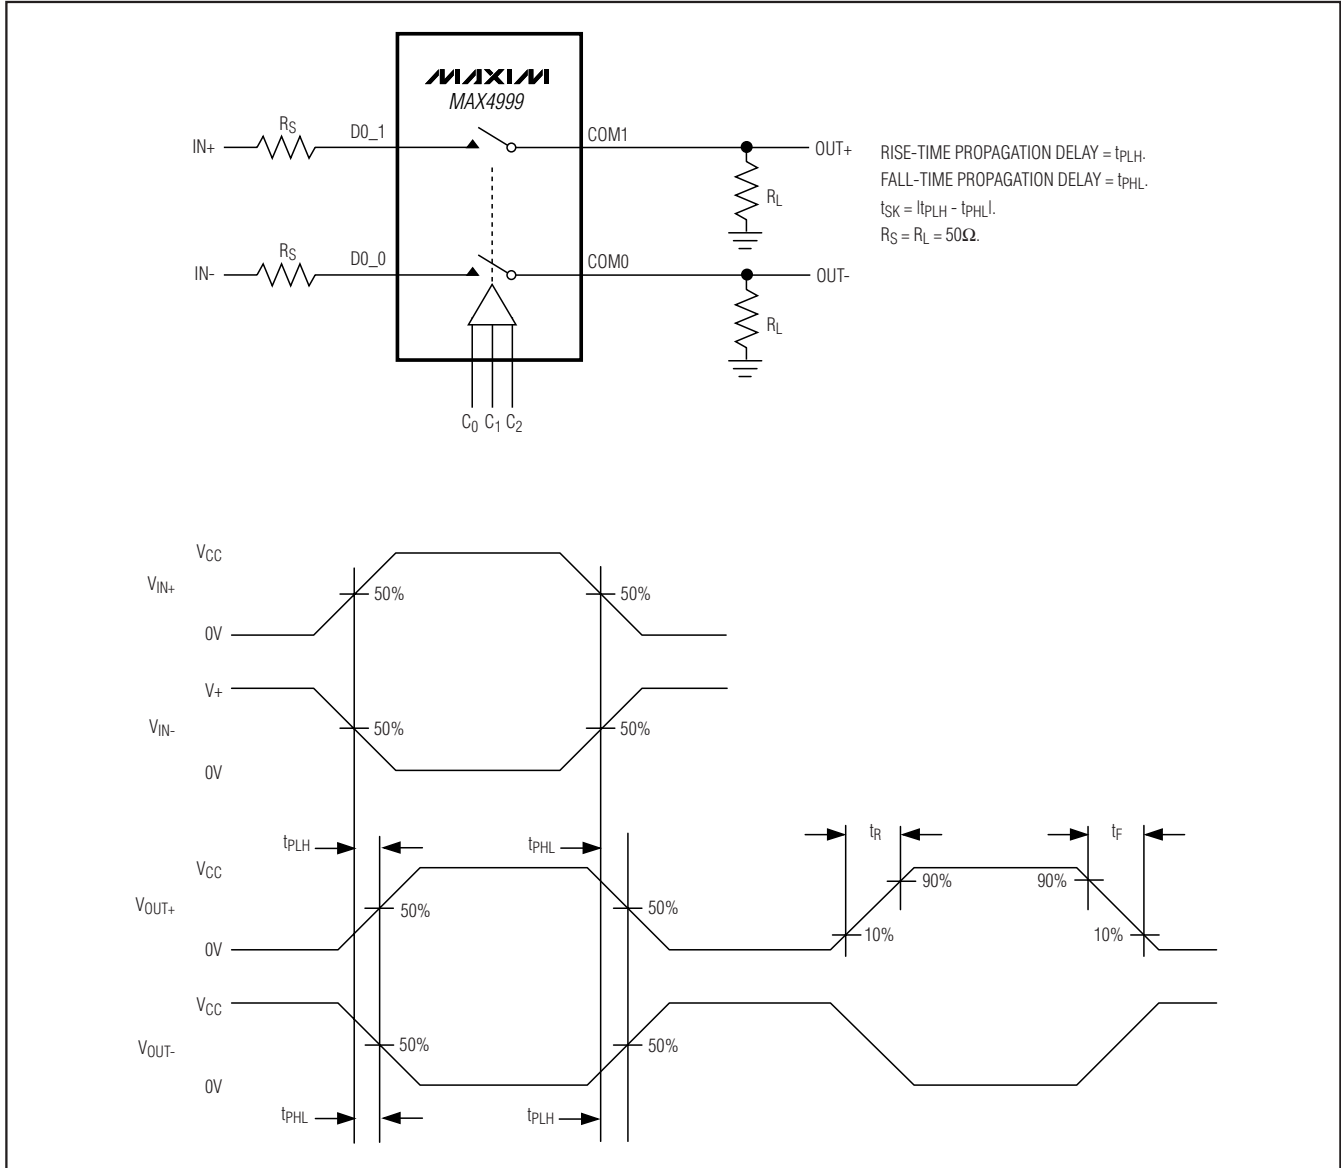 MAXIM
MAX4999
IN+
RS
D0_1
COM1
OUT+
RL
RISE-TIME PROPAGATION DELAY = tPLH.
FALL-TIME PROPAGATION DELAY = tPHL.
tSK = ItPLH - tPHLI.
RS = RL = 50Ω.
IN-
RS
D0_0
COM0
OUT-
RL
C0 C1 C2
VCC
VIN+
50%
50%
0V
V+
VIN-
50%
50%
0V
tPLH
tPHL
tR
tF
VCC
90%
90%
VOUT+
50%
50%
10%
10%
0V
VCC
VOUT-
50%
50%
0V
tPHL
tPLH